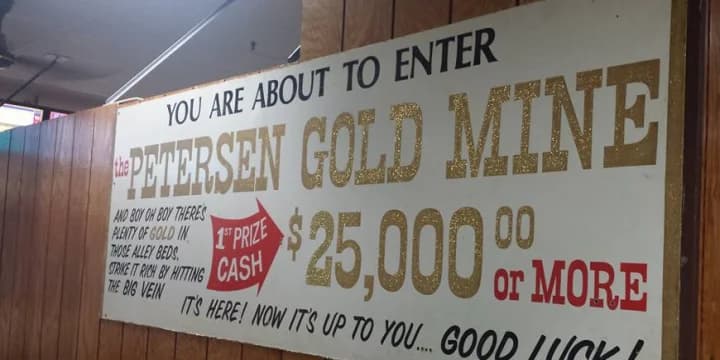 YOU ARE ABOUT TO ENTER
the PETERSEN GOLD MINE
AND BOY OH BOY THERE'S
PLENTY OF GOLD IN
THOSE ALLEY BEDS.
STRIKE IT RICH BY HITTING
THE BIG VEIN
1ST PRIZE
CASH
$25,000.00
or MORE
IT'S HERE! NOW IT'S UP TO YOU.... GOOD LUCK!